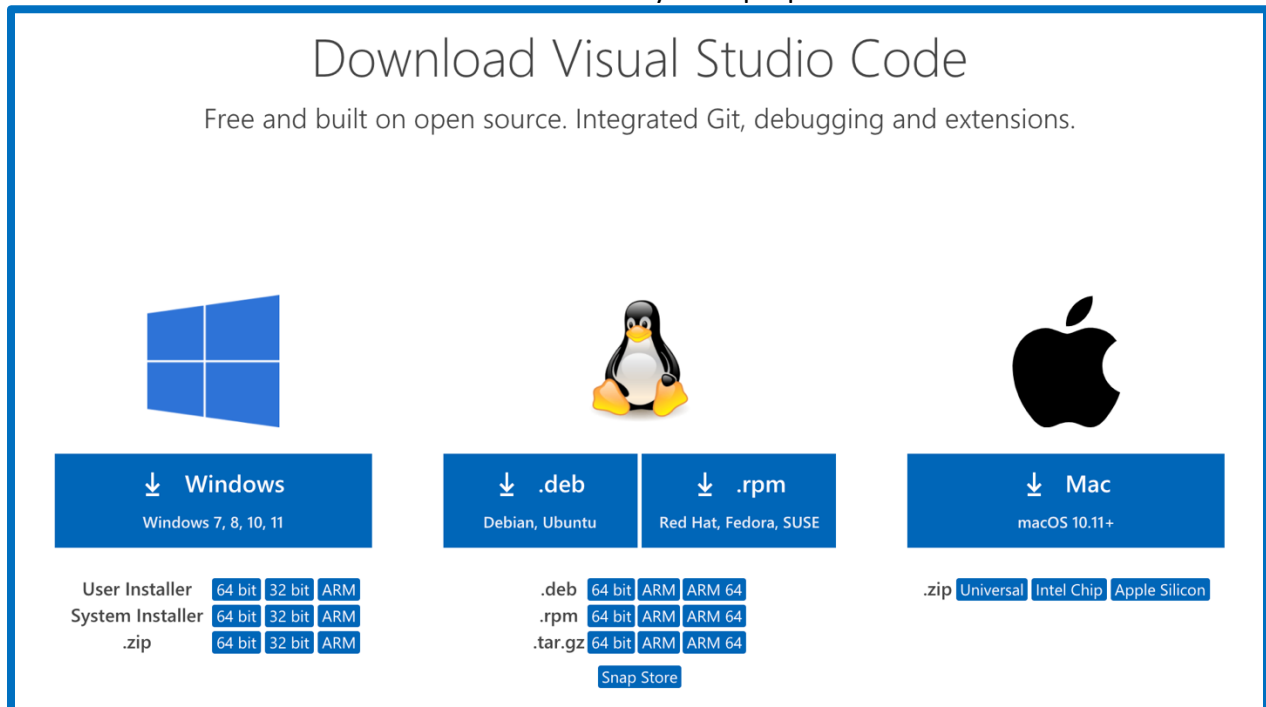 Download Visual Studio Code
Free and built on open source. Integrated Git, debugging and extensions.
Windows
Windows 7, 8, 10, 11
.deb
Debian, Ubuntu
.rpm
Red Hat, Fedora, SUSE
Mac
macOS 10.11+
User Installer 64 bit 32 bit ARM
System Installer 64 bit 32 bit ARM
.zip 64 bit 32 bit ARM
.deb 64 bit ARM ARM 64
.rpm 64 bit ARM ARM 64
.tar.gz 64 bit ARM ARM 64
Snap Store
.zip Universal Intel Chip Apple Silicon